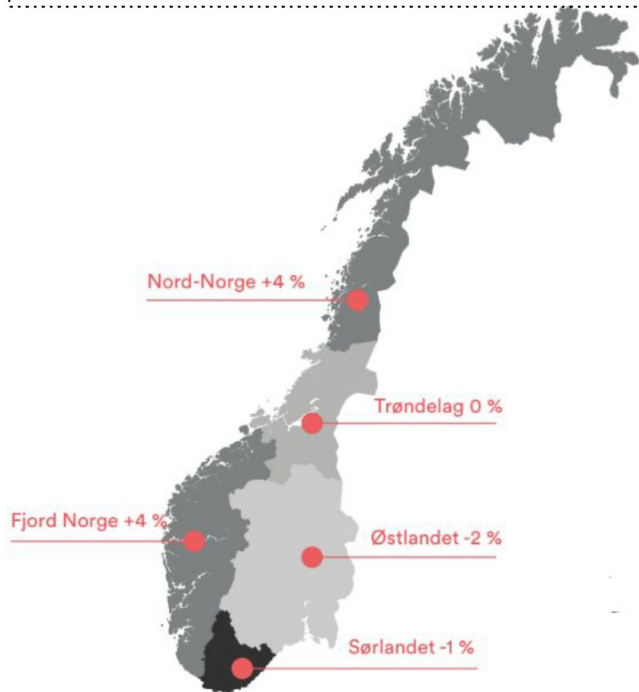 Nord-Norge +4 %
Trøndelag 0 %
Fjord Norge +4 %
Østlandet -2 %
Sørlandet -1 %